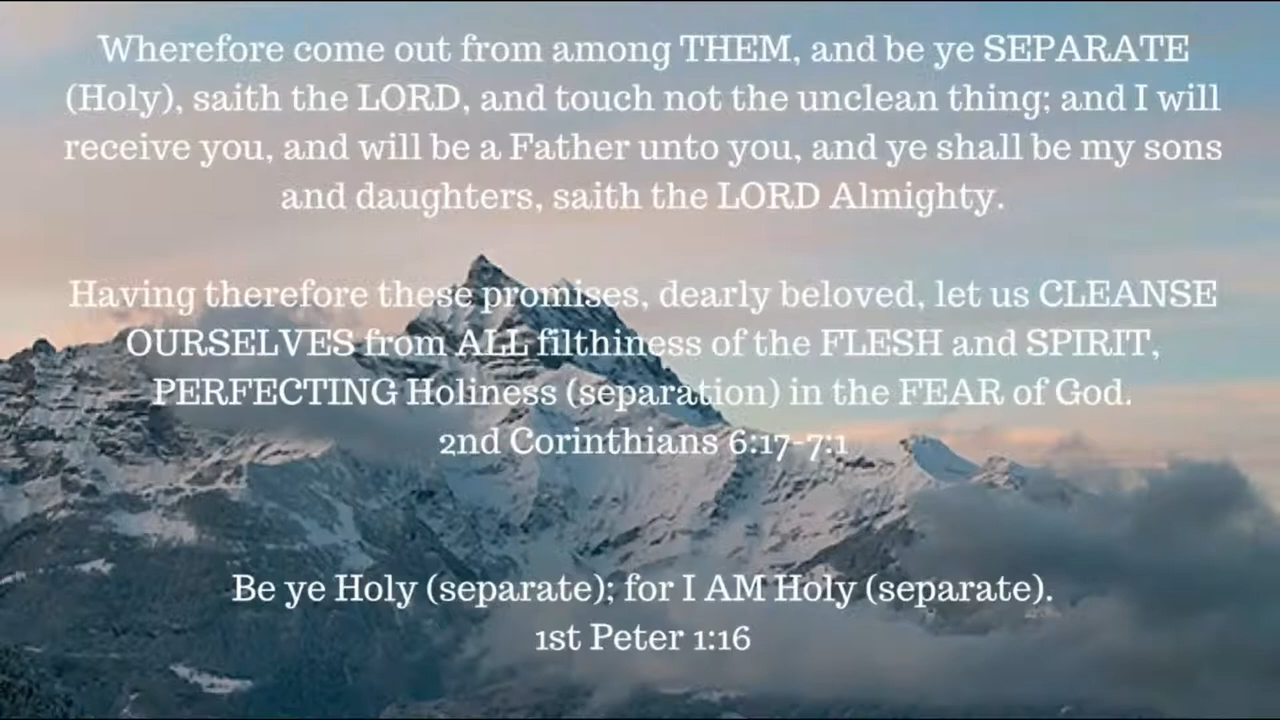 Wherefore come out from among THEM, and be ye SEPARATE
(Holy), saith the LORD, and touch not the unclean thing; and I will
receive you, and will be a Father unto you, and ye shall be my sons
and daughters, saith the LORD Almighty.
Having therefore these promises, dearly beloved, let us CLEANSE
OURSELVES from ALL filthiness of the FLESH and SPIRIT,
PERFECTING Holiness (separation) in the FEAR of God.
2nd Corinthians 6:17-7:1
Be ye Holy (separate); for I AM Holy (separate).
1st Peter 1:16